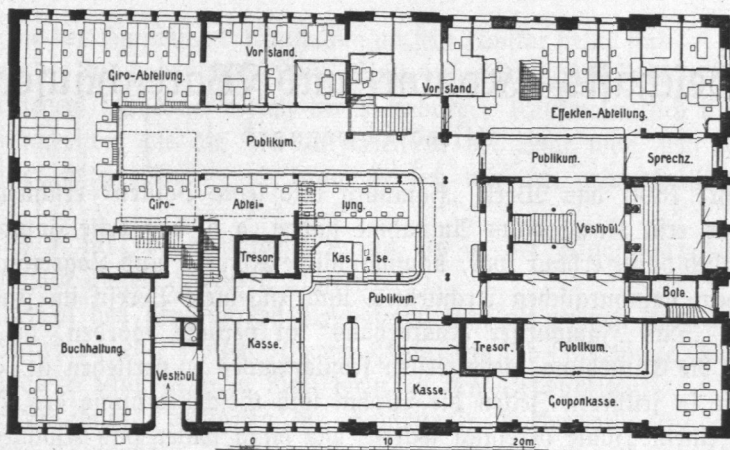 Giro-Abteilung.
Vorstand.
Vorstand.
Effekten-Abteilung.
Publikum.
Publikum.
Sprechz.
Giro-
Abtei-
lung.
Vestibül.
Tresor.
Kas
se.
Bote.
Publikum.
Buchhaltung.
Vestibül.
Kasse.
Kasse.
Tresor.
Publikum.
Couponkasse.
0 10 20m.